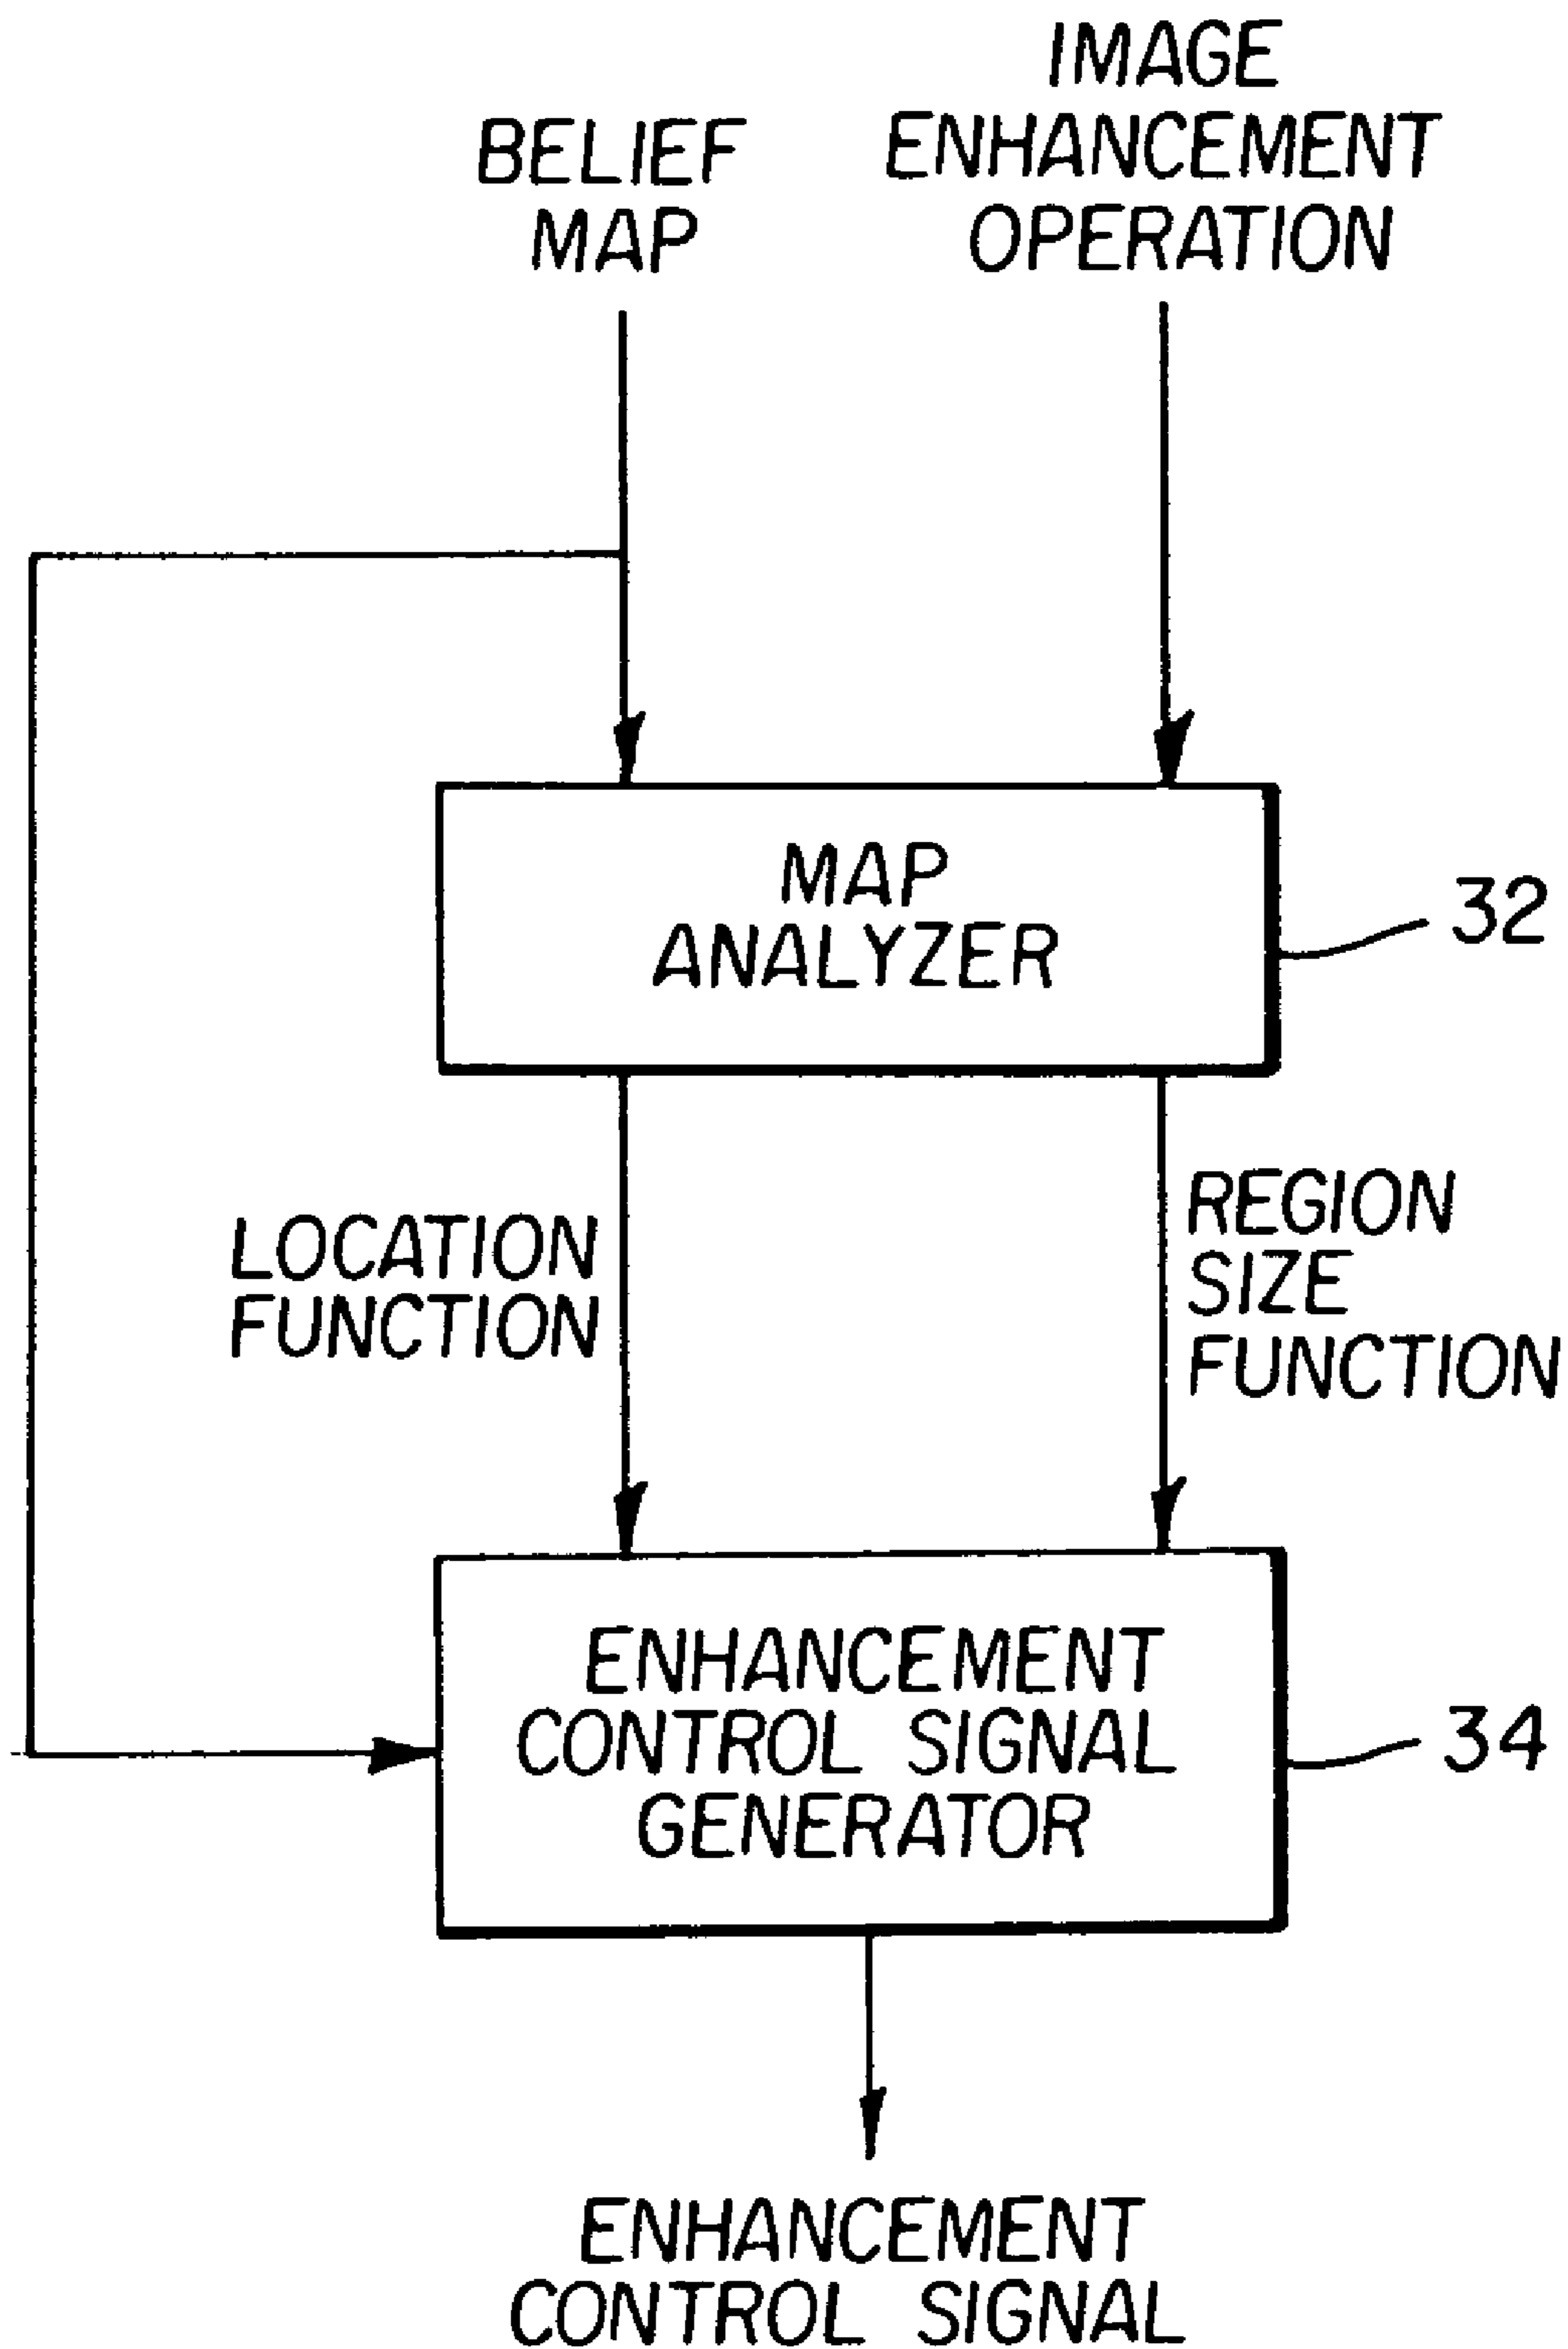 BELIEF
MAP
IMAGE
ENHANCEMENT
OPERATION
MAP
ANALYZER
32
LOCATION
FUNCTION
REGION
SIZE
FUNCTION
ENHANCEMENT
CONTROL SIGNAL
GENERATOR
34
ENHANCEMENT
CONTROL SIGNAL